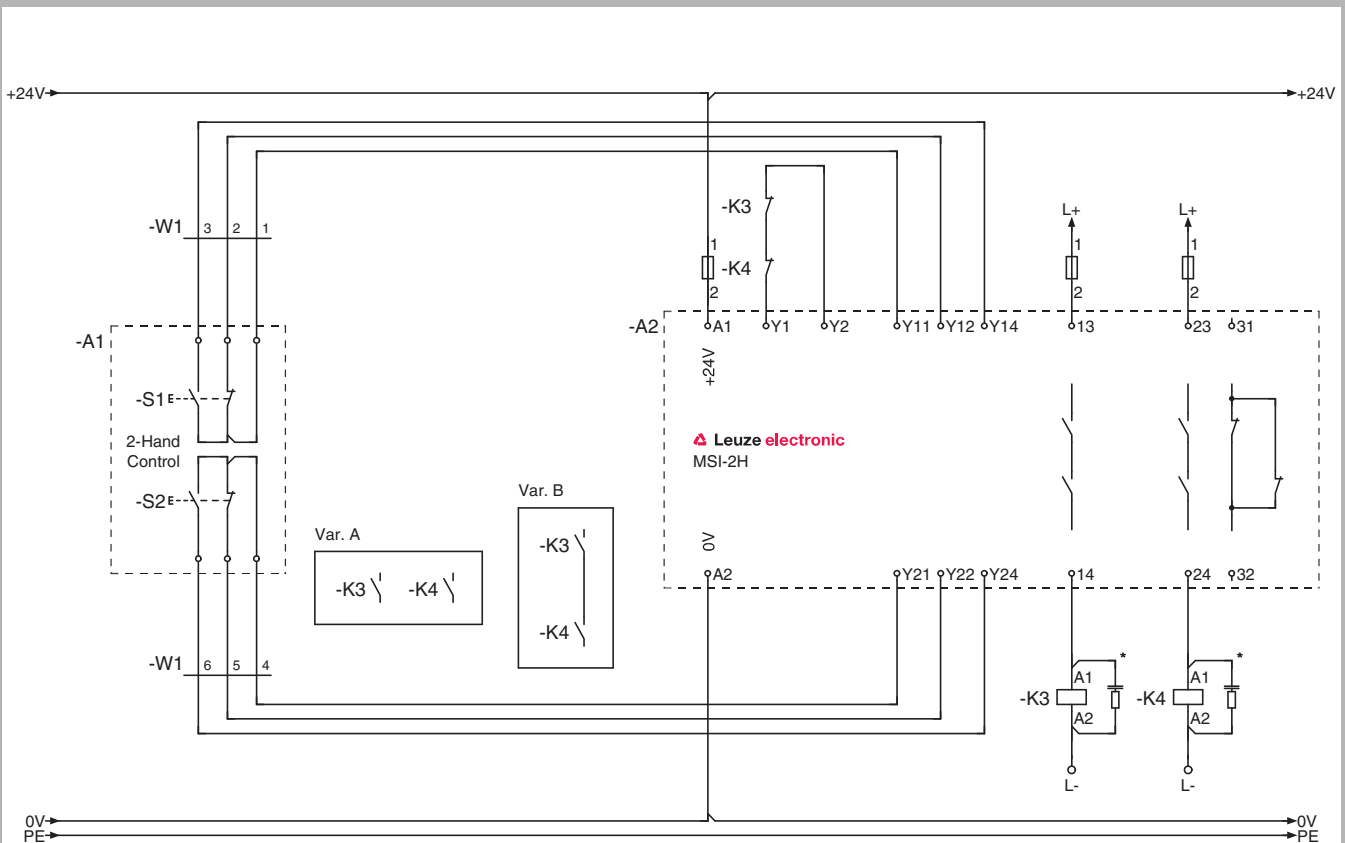 +24V
+24V
-W1 3 2 1
-K3
-K4
1
2
L+
1
2
L+
1
2
-A1
-A2
A1 Y1 Y2 Y11 Y12 Y14 13 23 31
+24V
-S1
2-Hand
Control
-S2
Leuze electronic
MSI-2H
Var. A
-K3 -K4
Var. B
-K3
-K4
0V
A2 Y21 Y22 Y24 14 24 32
-W1 6 5 4
* *
-K3 A1 A2
-K4 A1 A2
L- L-
0V 0V
PE PE